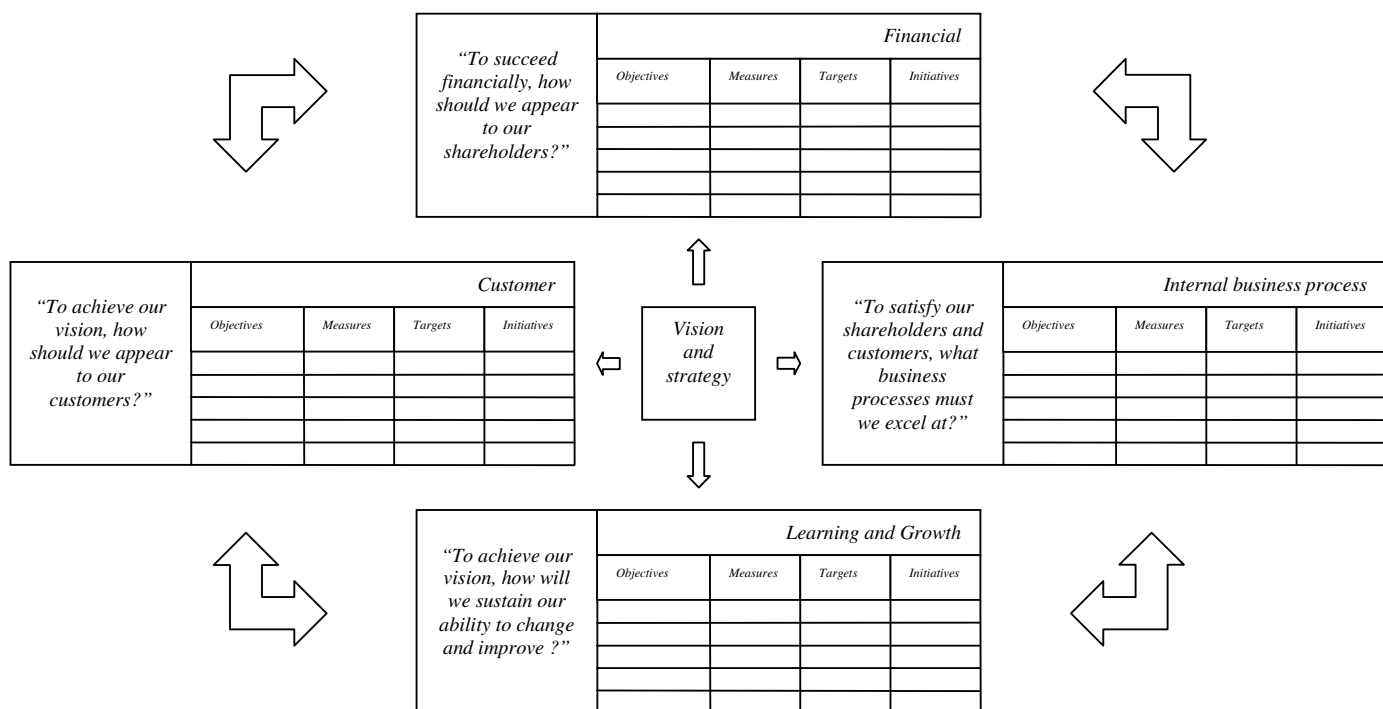 “To succeed
financially, how
should we appear
to our
shareholders?”
Financial
Objectives Measures Targets Initiatives
“To achieve our
vision, how
should we appear
to our
customers?”
Customer
Objectives Measures Targets Initiatives
Vision
and
strategy
“To satisfy our
shareholders and
customers, what
business
processes must
we excel at?”
Internal business process
Objectives Measures Targets Initiatives
“To achieve our
vision, how will
we sustain our
ability to change
and improve ?”
Learning and Growth
Objectives Measures Targets Initiatives